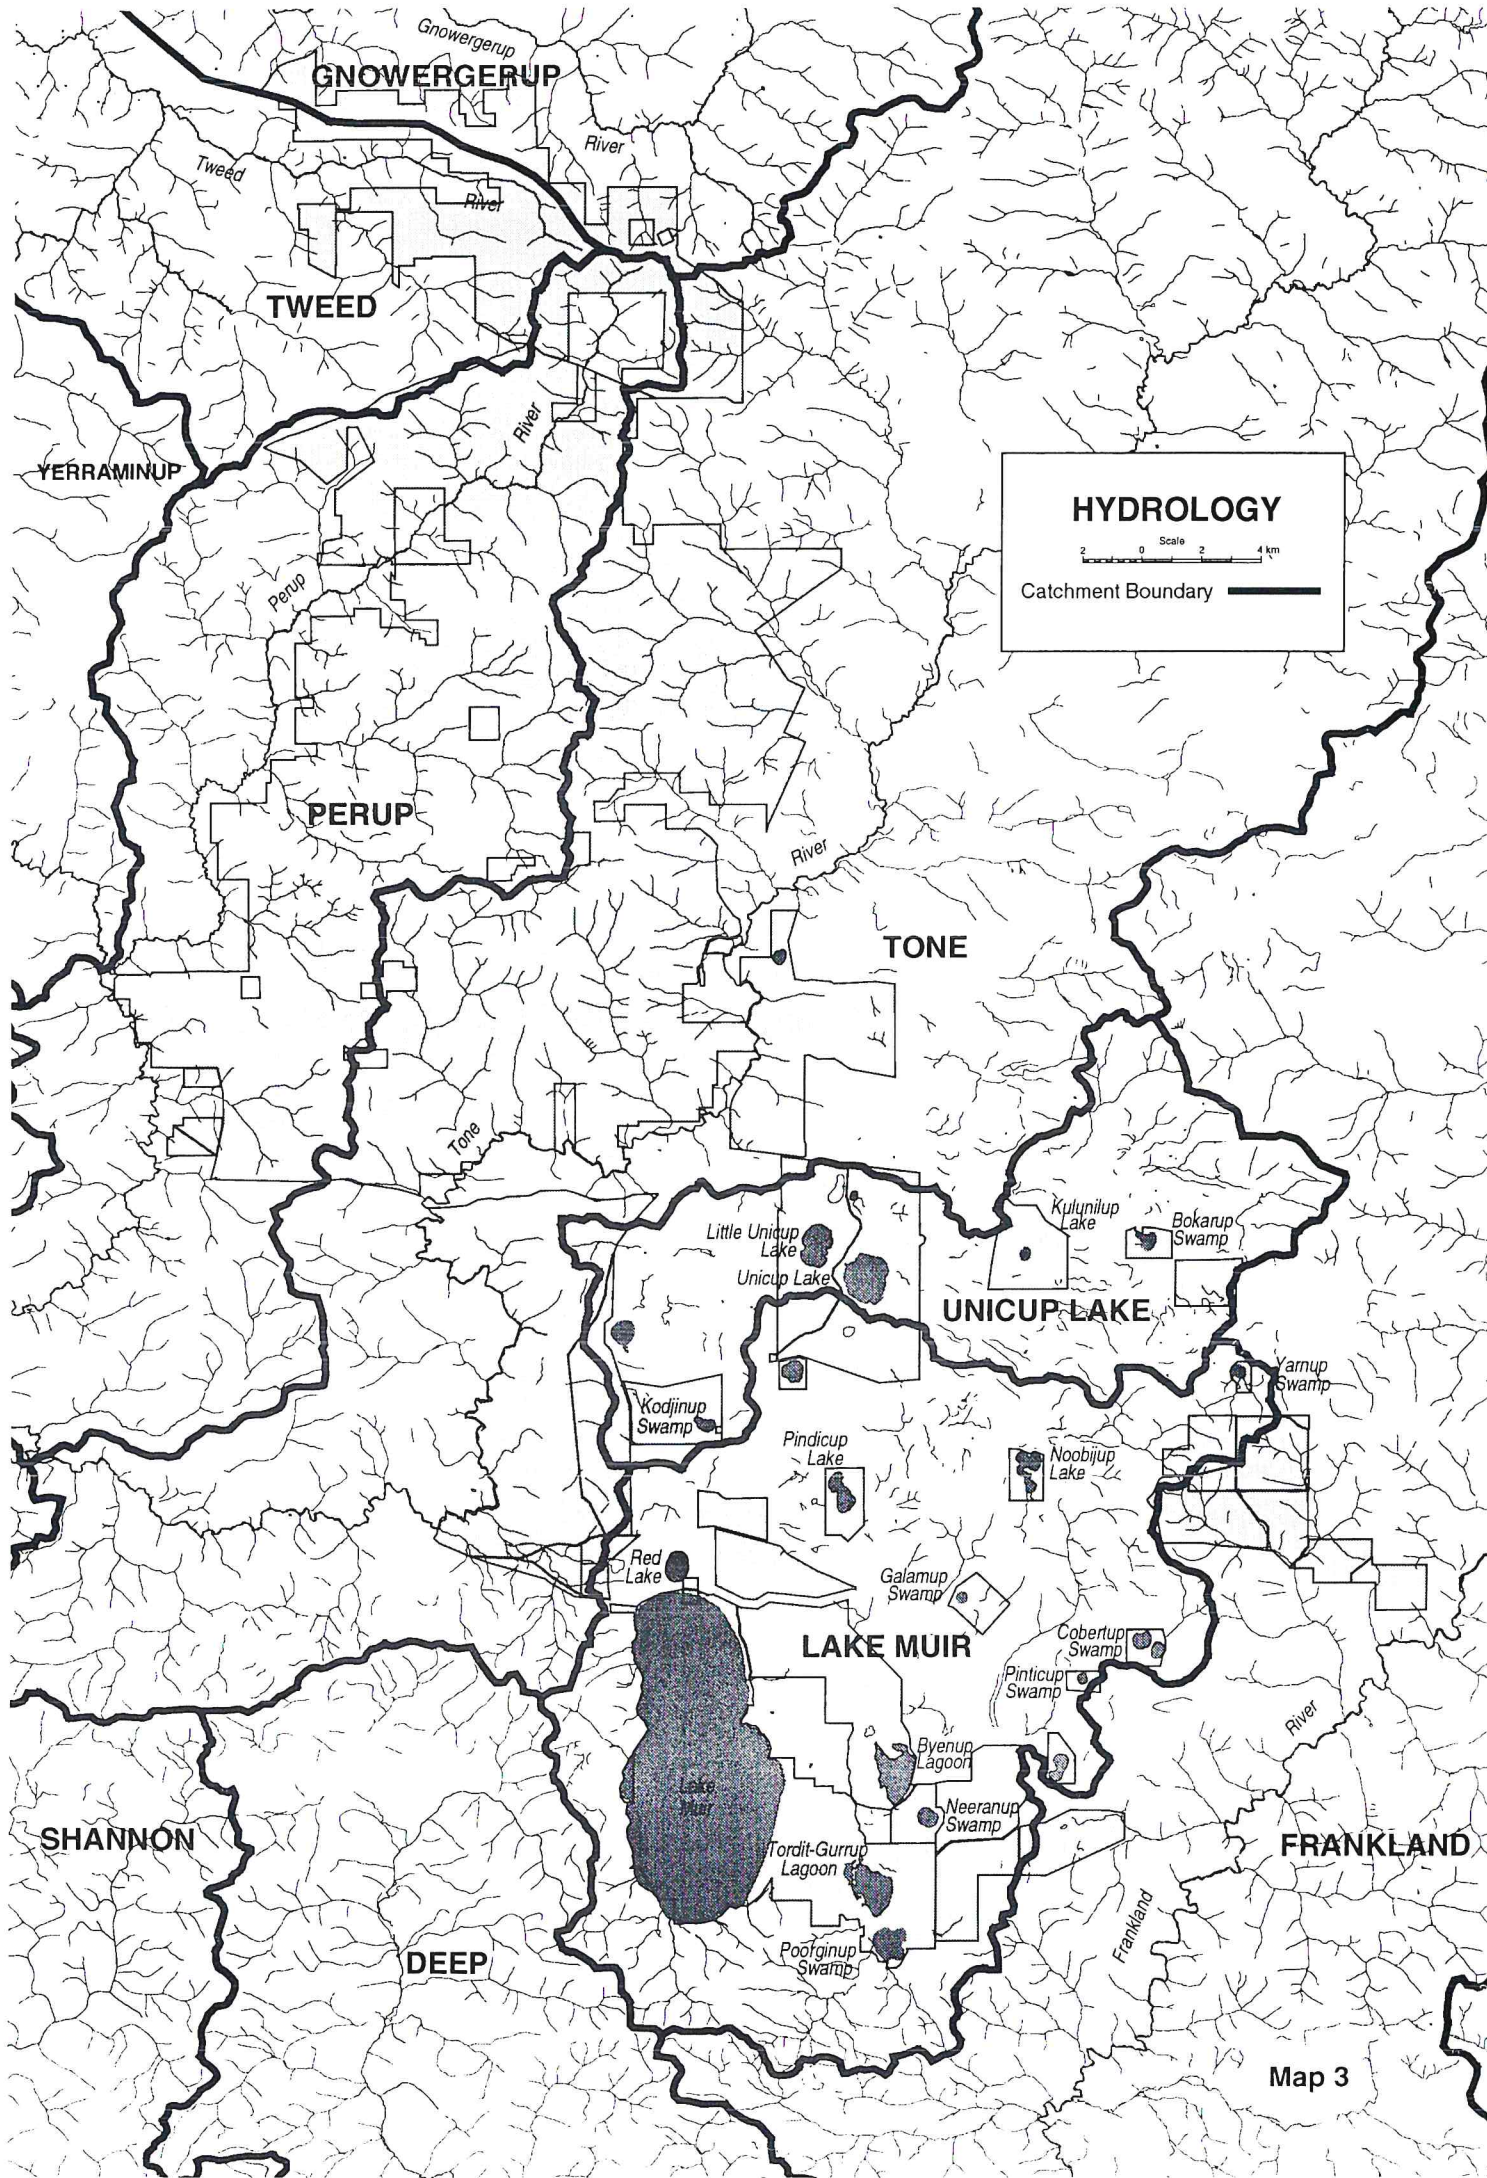 Gnowergerup
GNOWERGERUP
River
Tweed
River
TWEED
River
YERRAMINUP
HYDROLOGY
Scale
2 0 2 4 km
Catchment Boundary
Perup
PERUP
River
TONE
Tone
Kulunilup
Lake
Bokarup
Swamp
Little Unicup
Lake
Unicup Lake
UNICUP LAKE
Yarnup
Swamp
Kodjinup
Swamp
Pindicup
Lake
Noobijup
Lake
Red
Lake
Galamup
Swamp
LAKE MUIR
Cobertup
Swamp
Pinticup
Swamp
River
Byenup
Lagoon
Lake
Muir
Neeranup
Swamp
SHANNON
FRANKLAND
Tordit-Gurrup
Lagoon
Frankland
Poorginup
Swamp
DEEP
Map 3